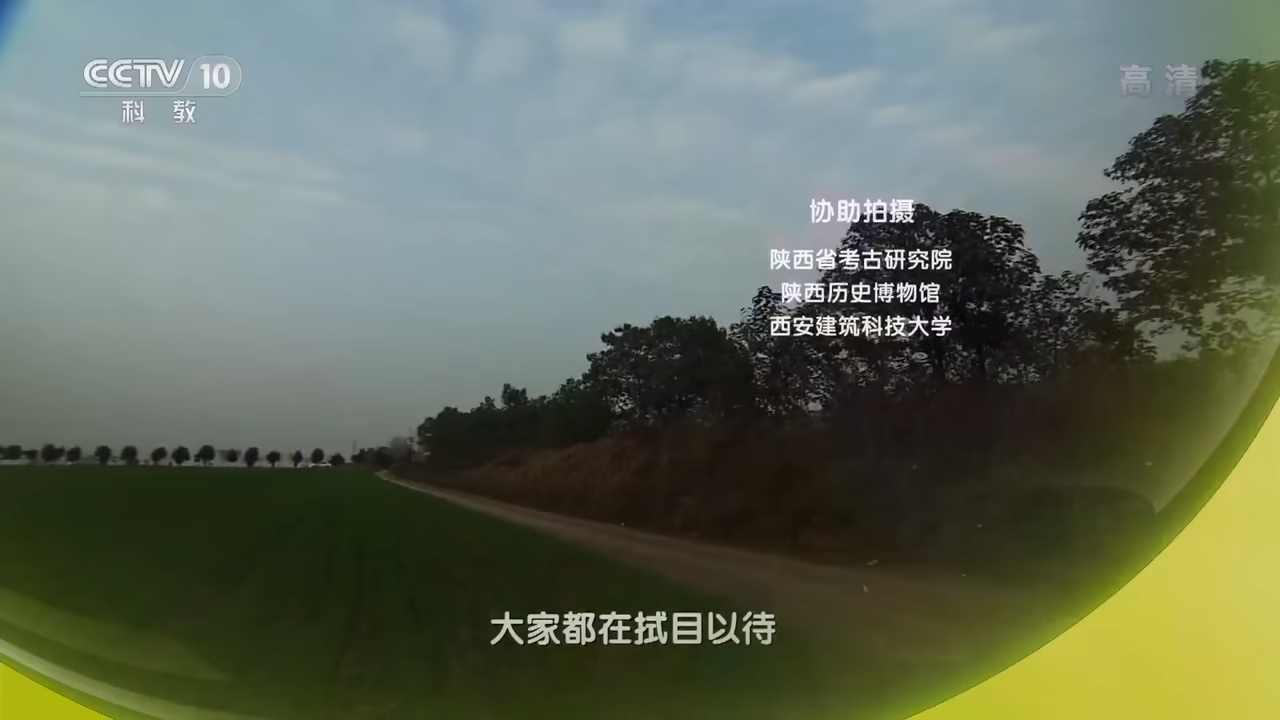 CCTV 10
科教
高清
协助拍摄
陕西省考古研究院
陕西历史博物馆
西安建筑科技大学
大家都在拭目以待